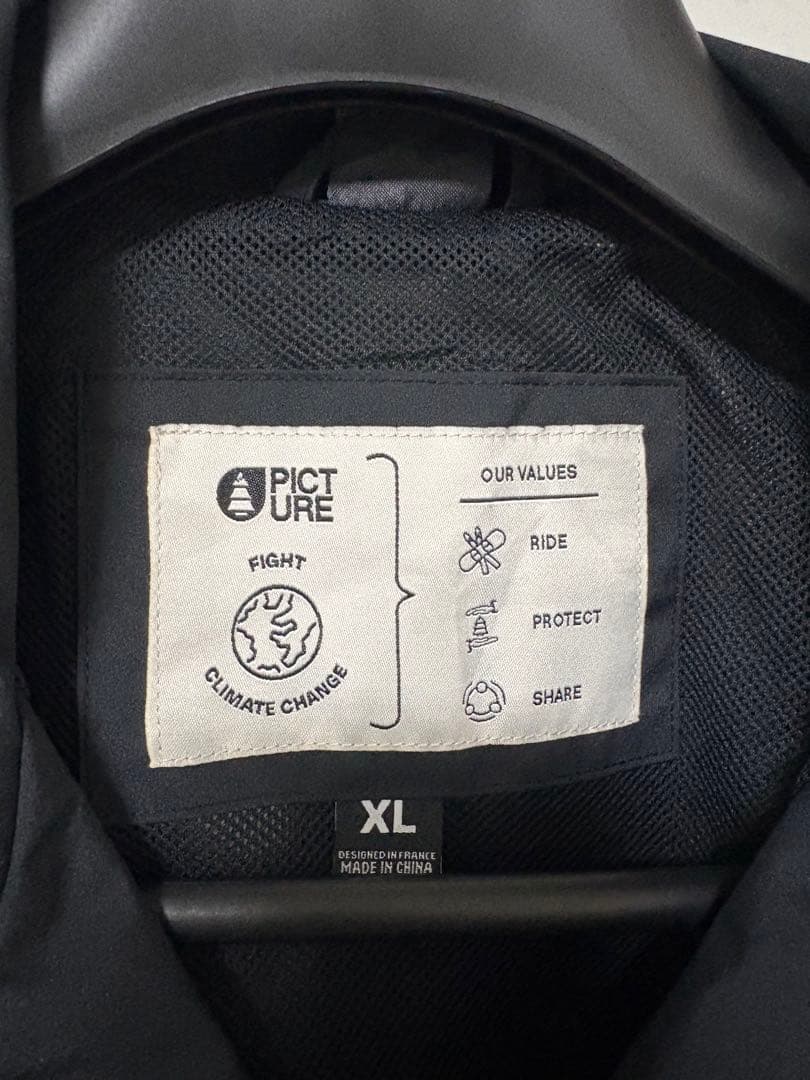 PICT
URE
FIGHT
CLIMATE CHANGE
OUR VALUES
RIDE
PROTECT
SHARE
XL
DESIGNED IN FRANCE
MADE IN CHINA